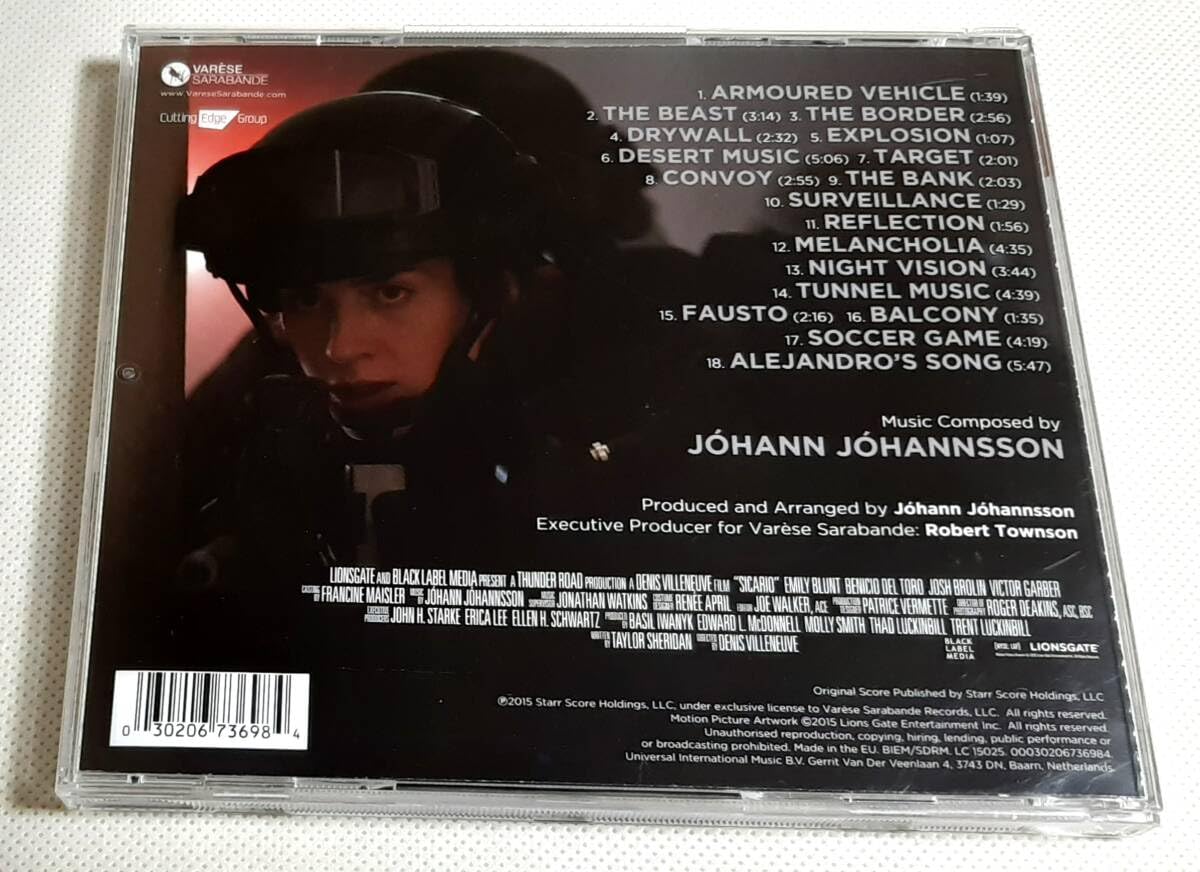 VARÈSE
SARABANDE
www.VareseSarabande.com
Cutting Edge Group
1. ARMOURED VEHICLE (1:39)
2. THE BEAST (3:14) 3. THE BORDER (2:56)
4. DRYWALL (2:32) 5. EXPLOSION (1:07)
6. DESERT MUSIC (5:06) 7. TARGET (2:01)
8. CONVOY (2:55) 9. THE BANK (2:03)
10. SURVEILLANCE (1:29)
11. REFLECTION (1:56)
12. MELANCHOLIA (4:35)
13. NIGHT VISION (3:44)
14. TUNNEL MUSIC (4:39)
15. FAUSTO (2:16) 16. BALCONY (1:35)
17. SOCCER GAME (4:19)
18. ALEJANDRO'S SONG (5:47)
Music Composed by
JÓHANN JÓHANNSSON
Produced and Arranged by Jóhann Jóhannsson
Executive Producer for Varèse Sarabande: Robert Townson
LIONSGATE AND BLACK LABEL MEDIA PRESENT A THUNDER ROAD PRODUCTION A DENIS VILLENEUVE FILM "SICARIO" EMILY BLUNT BENICIO DEL TORO JOSH BROLIN VICTOR GARBER
CASTING BY FRANCINE MAISLER MUSIC BY JÓHANN JÓHANNSSON MUSIC SUPERVISOR JONATHAN WATKINS COSTUME DESIGNER RENÉE APRIL EDITOR JOE WALKER, ACE PRODUCTION DESIGNER PATRICE VERMETTE DIRECTOR OF PHOTOGRAPHY ROGER DEAKINS, ASC, BSC
EXECUTIVE PRODUCERS JOHN H. STARKE ERICA LEE ELLEN H. SCHWARTZ PRODUCED BY BASIL IWANYK EDWARD L. McDONNELL MOLLY SMITH THAD LUCKINBILL TRENT LUCKINBILL
WRITTEN BY TAYLOR SHERIDAN DIRECTED BY DENIS VILLENEUVE
BLACK
LABEL
MEDIA
[NYSE: LGF]
LIONSGATE
Original Score Published by Starr Score Holdings, LLC
℗2015 Starr Score Holdings, LLC, under exclusive license to Varèse Sarabande Records, LLC. All rights reserved.
Motion Picture Artwork ©2015 Lions Gate Entertainment Inc. All rights reserved.
Unauthorised reproduction, copying, hiring, lending, public performance or
or broadcasting prohibited. Made in the EU. BIEM/SDRM. LC 15025. 00030206736984.
Universal International Music B.V. Gerrit Van Der Veenlaan 4, 3743 DN, Baarn, Netherlands.
0 30206 73698 4